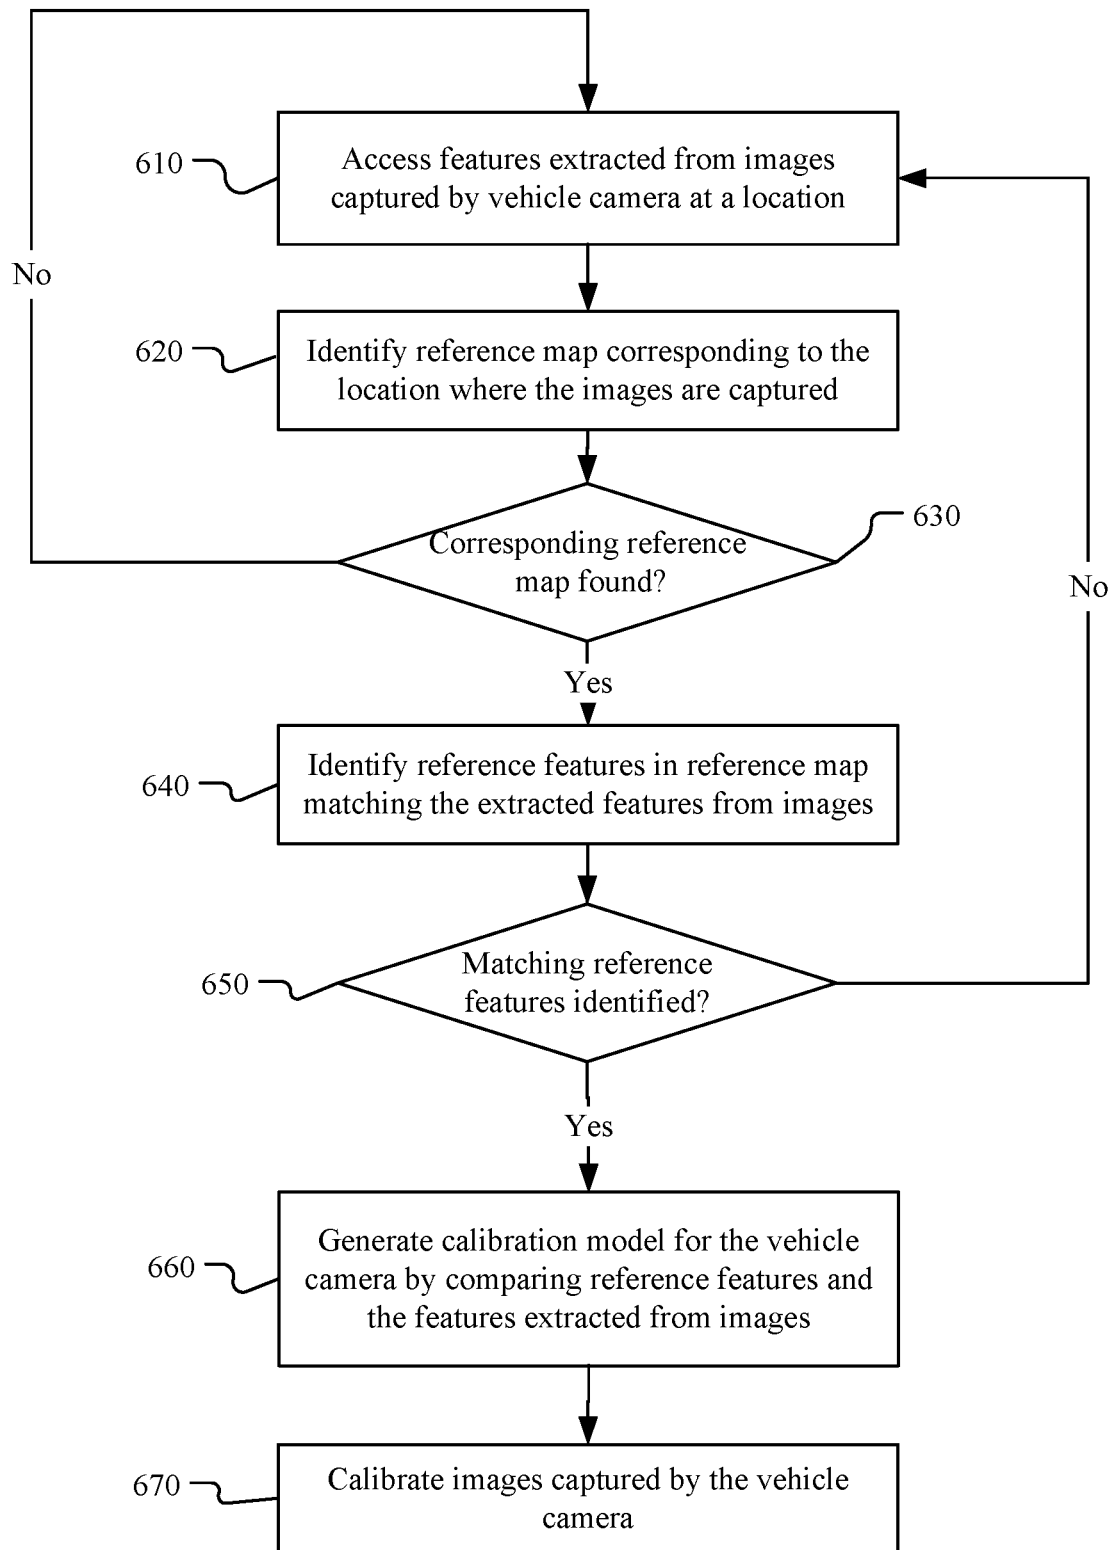 610
Access features extracted from images
captured by vehicle camera at a location
No
620
Identify reference map corresponding to the
location where the images are captured
630
Corresponding reference
map found?
No
Yes
640
Identify reference features in reference map
matching the extracted features from images
650
Matching reference
features identified?
Yes
660
Generate calibration model for the vehicle
camera by comparing reference features and
the features extracted from images
670
Calibrate images captured by the vehicle
camera